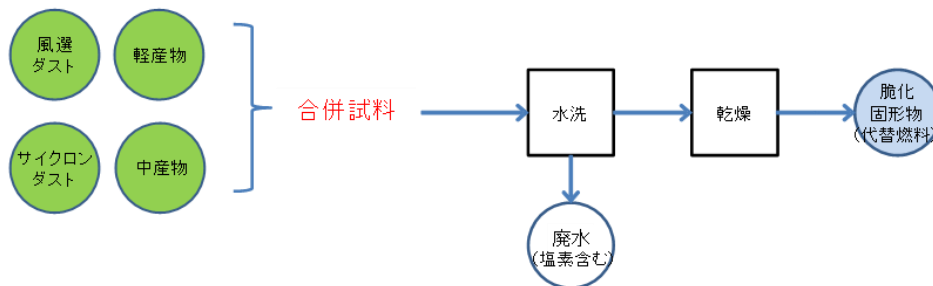 風選
ダスト
軽産物
サイクロン
ダスト
中産物
合併試料
水洗
乾燥
脆化
固形物
(代替燃料)
廃水
(塩素含む)